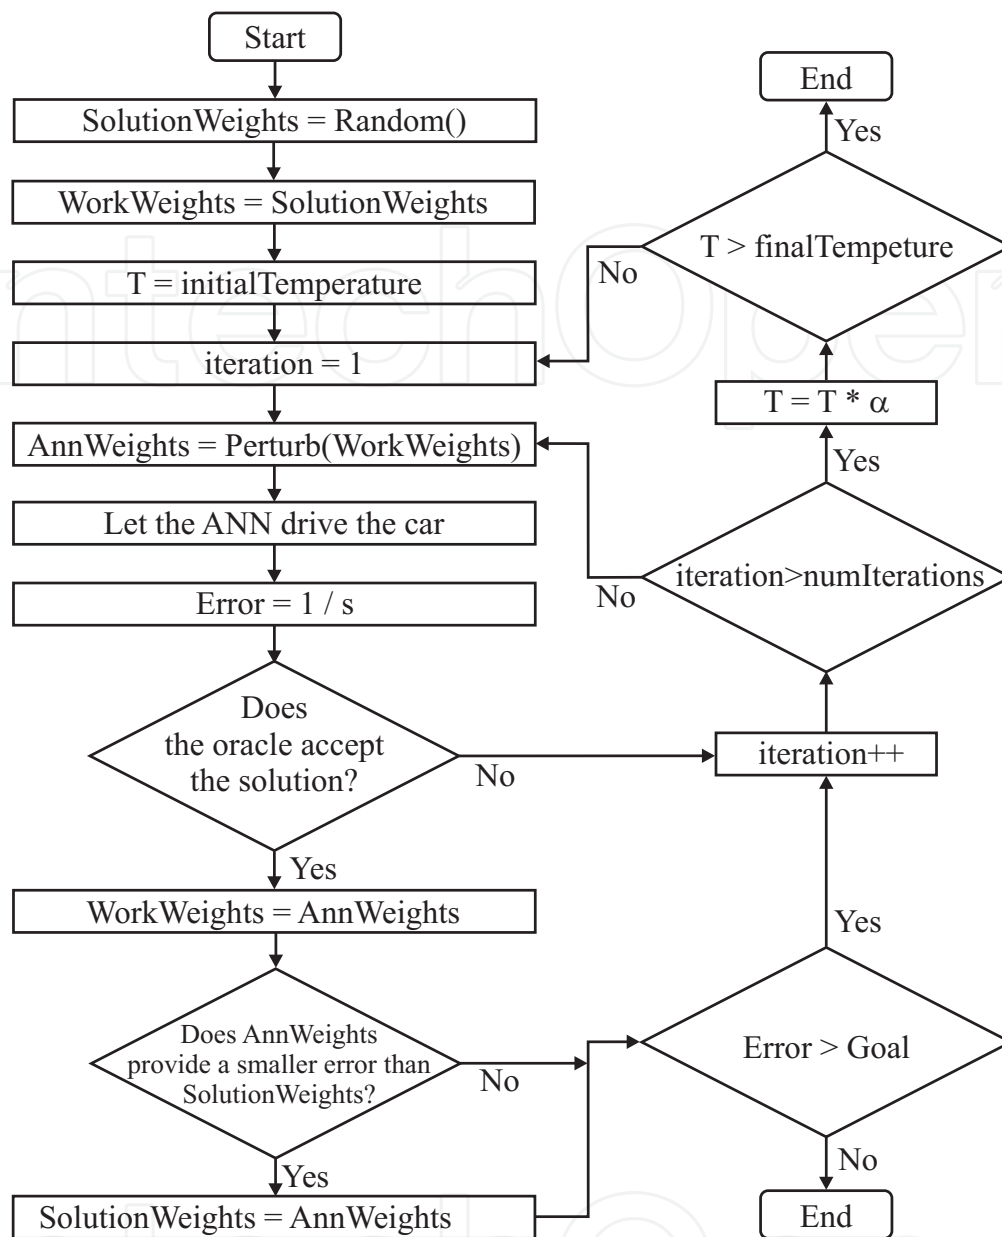 Start
SolutionWeights = Random()
WorkWeights = SolutionWeights
T = initialTemperature
iteration = 1
AnnWeights = Perturb(WorkWeights)
Let the ANN drive the car
Error = 1 / s
Does
the oracle accept
the solution?
No
Yes
WorkWeights = AnnWeights
Does AnnWeights
provide a smaller error than
SolutionWeights?
No
Yes
SolutionWeights = AnnWeights
End
Yes
T > finalTempeture
No
T = T * α
Yes
iteration>numIterations
No
iteration++
Yes
Error > Goal
No
End